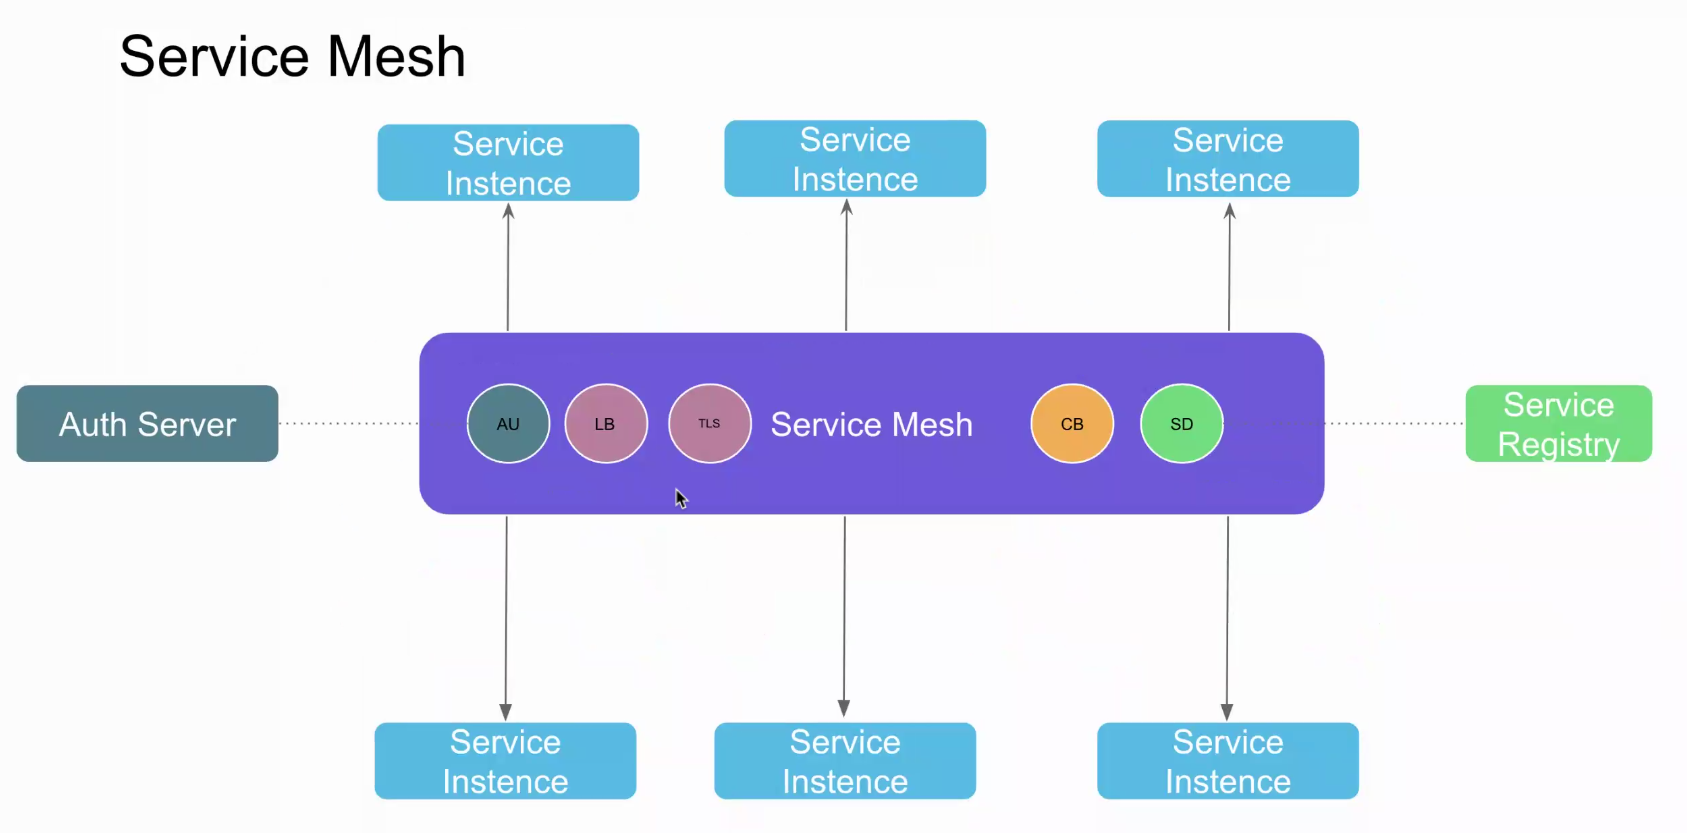 Service Mesh
Service
Instence
Service
Instence
Service
Instence
Auth Server
AU
LB
TLS
Service Mesh
CB
SD
Service
Registry
Service
Instence
Service
Instence
Service
Instence